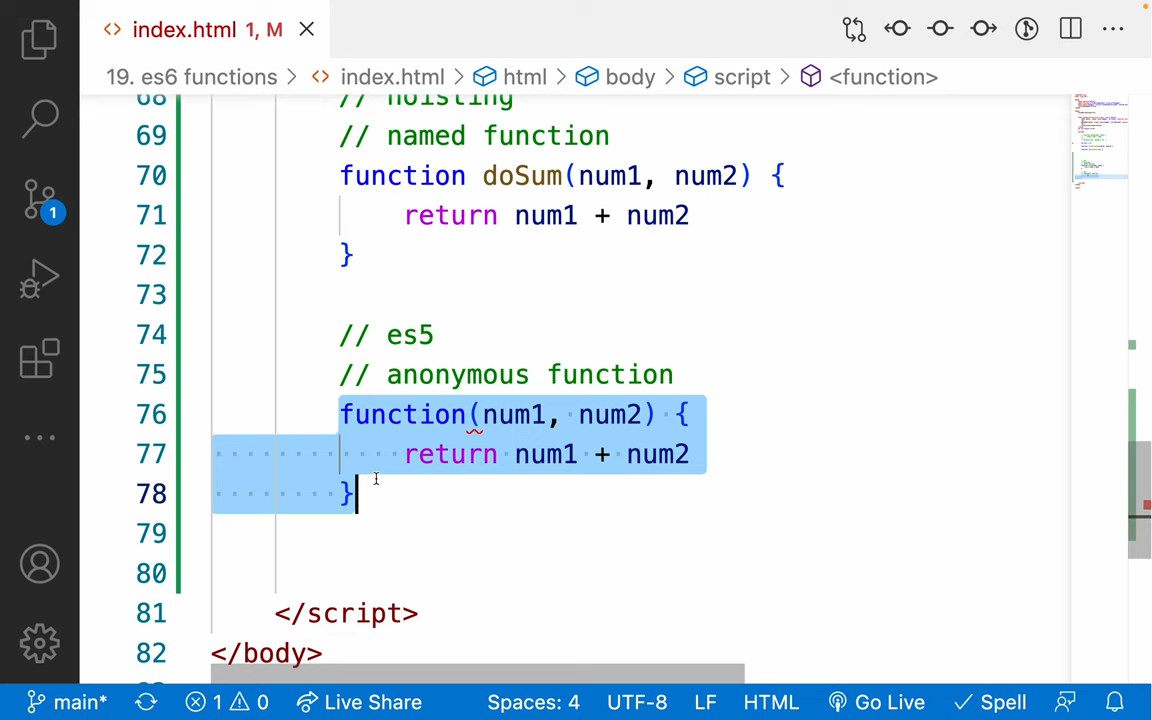 index.html 1, M
19. es6 functions > index.html > html > body > script > <function>
68 // hoisting
69 // named function
70 function doSum(num1, num2) {
71 return num1 + num2
72 }
73
74 // es5
75 // anonymous function
76 function(num1, num2) {
77 return num1 + num2
78 }
79
80
81 </script>
82 </body>
1
main* 1 0 Live Share Spaces: 4 UTF-8 LF HTML Go Live Spell